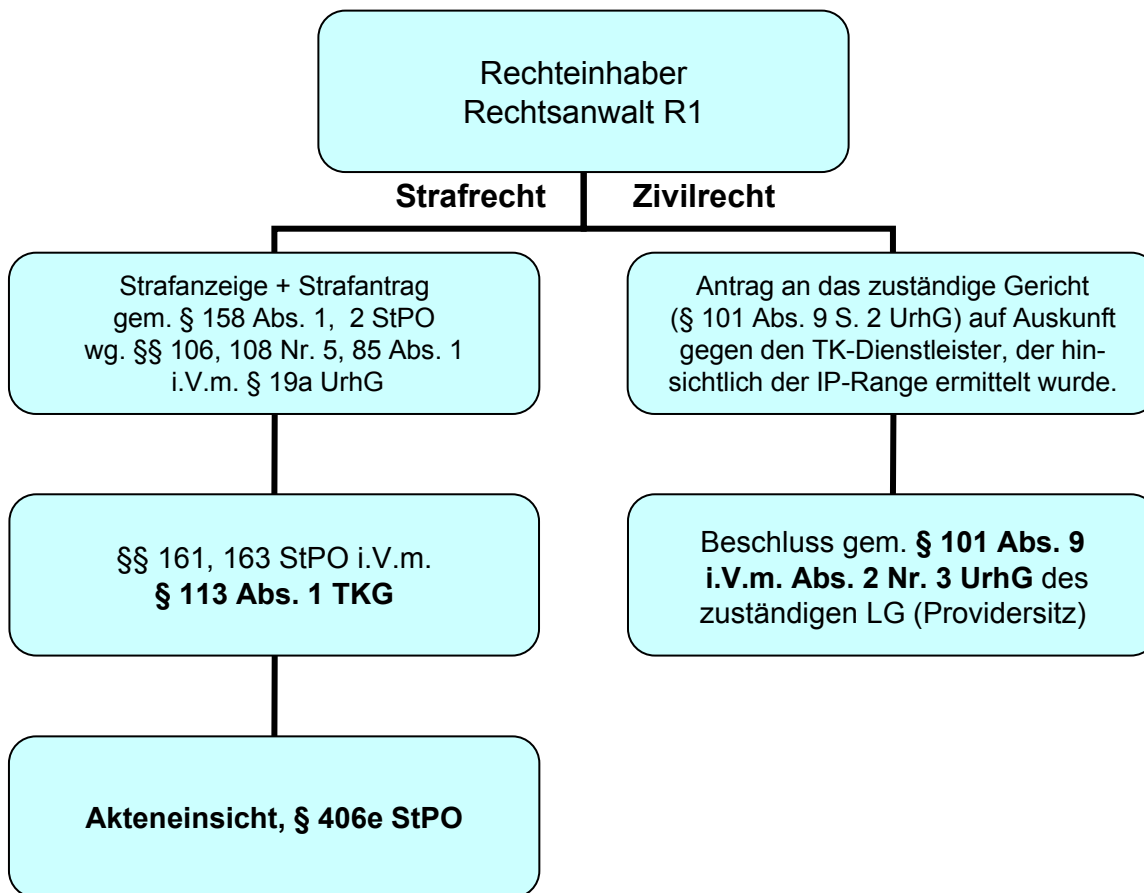 Rechteinhaber
Rechtsanwalt R1
Strafrecht
Zivilrecht
Strafanzeige + Strafantrag
gem. § 158 Abs. 1, 2 StPO
wg. §§ 106, 108 Nr. 5, 85 Abs. 1
i.V.m. § 19a UrhG
Antrag an das zuständige Gericht
(§ 101 Abs. 9 S. 2 UrhG) auf Auskunft
gegen den TK-Dienstleister, der hin-
sichtlich der IP-Range ermittelt wurde.
§§ 161, 163 StPO i.V.m.
§ 113 Abs. 1 TKG
Beschluss gem. § 101 Abs. 9
i.V.m. Abs. 2 Nr. 3 UrhG des
zuständigen LG (Providersitz)
Akteneinsicht, § 406e StPO